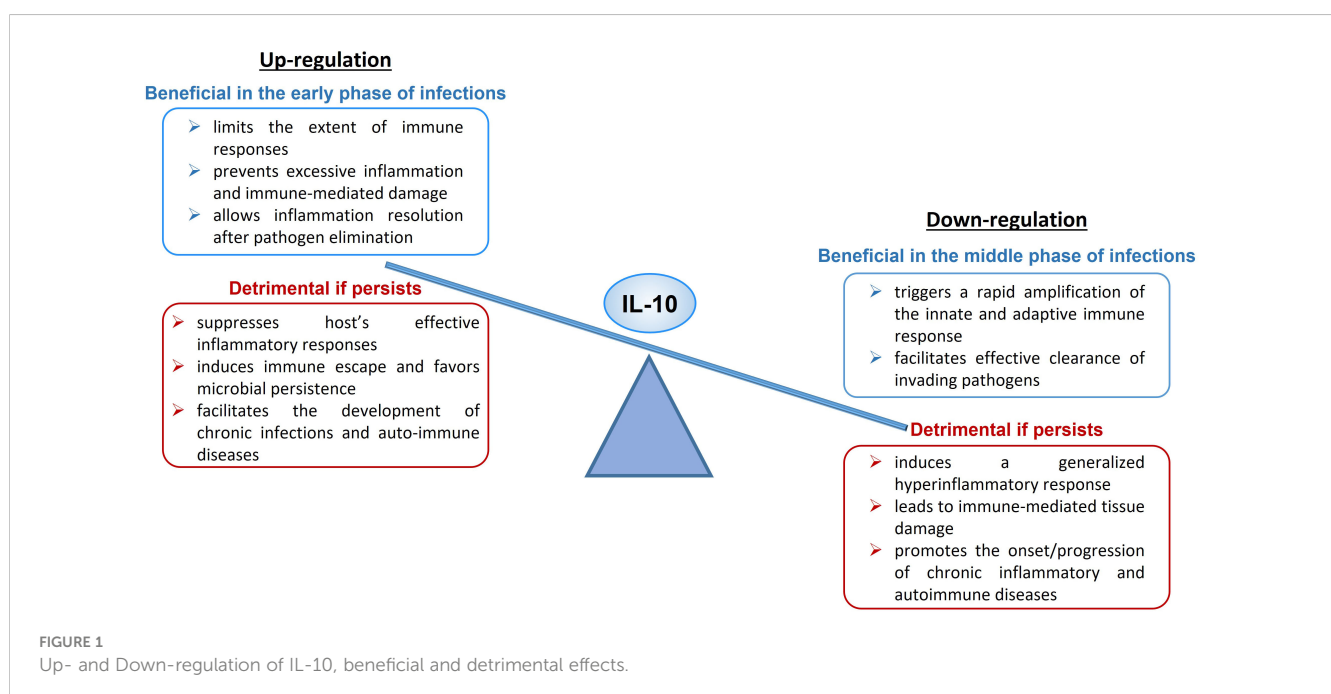 Up-regulation
Beneficial in the early phase of infections
➢ limits the extent of immune
responses
➢ prevents excessive inflammation
and immune-mediated damage
➢ allows inflammation resolution
after pathogen elimination
Detrimental if persists
➢ suppresses host’s effective
inflammatory responses
➢ induces immune escape and favors
microbial persistence
➢ facilitates the development of
chronic infections and auto-immune
diseases
IL-10
Down-regulation
Beneficial in the middle phase of infections
➢ triggers a rapid amplification of
the innate and adaptive immune
response
➢ facilitates effective clearance of
invading pathogens
Detrimental if persists
➢ induces a generalized
hyperinflammatory response
➢ leads to immune-mediated tissue
damage
➢ promotes the onset/progression
of chronic inflammatory and
autoimmune diseases
FIGURE 1
Up- and Down-regulation of IL-10, beneficial and detrimental effects.